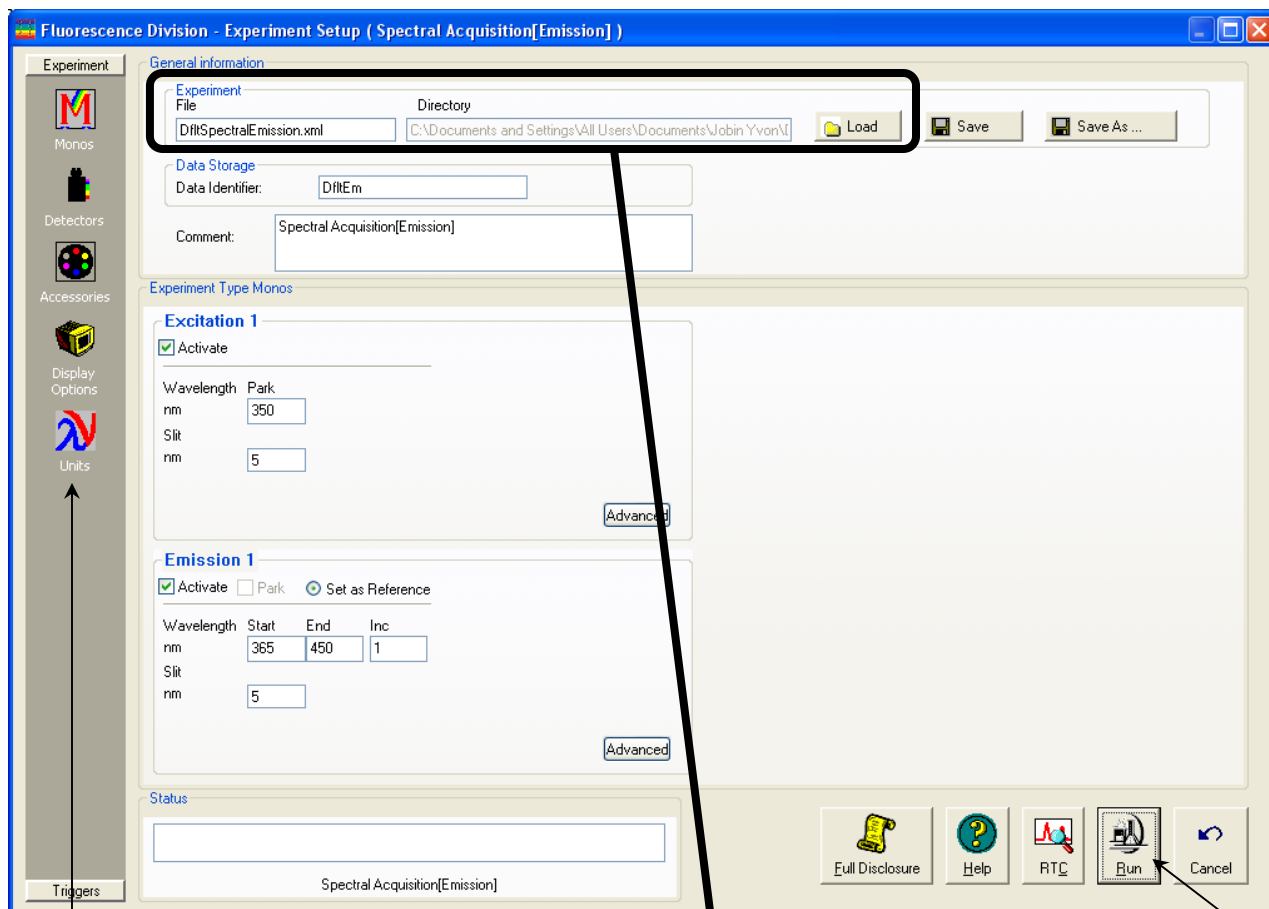 Fluorescence Division - Experiment Setup ( Spectral Acquisition[Emission] )
Experiment
Monos
Detectors
Accessories
Display
Options
Units
Triggers
General information
Experiment
File Directory
DfltSpectralEmission.xml C:\Documents and Settings\All Users\Documents\Jobin Yvon\ Load Save Save As ...
Data Storage
Data Identifier: DfltEm
Comment: Spectral Acquisition[Emission]
Experiment Type Monos
Excitation 1
Activate
Wavelength Park
nm 350
Slit
nm 5
Advanced
Emission 1
Activate Park Set as Reference
Wavelength Start End Inc
nm 365 450 1
Slit
nm 5
Advanced
Status
Spectral Acquisition[Emission]
Full Disclosure Help RTC Run Cancel